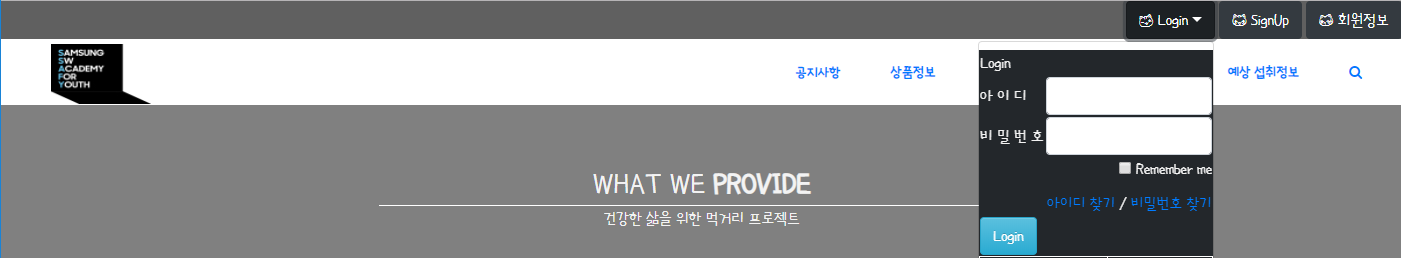 Login
SignUp
회원정보
SAMSUNG
SW
ACADEMY
FOR
YOUTH
공지사항
상품정보
예상 섭취정보
Login
아 이 디
비 밀 번 호
Remember me
아이디 찾기 / 비밀번호 찾기
Login
WHAT WE PROVIDE
건강한 삶을 위한 먹거리 프로젝트